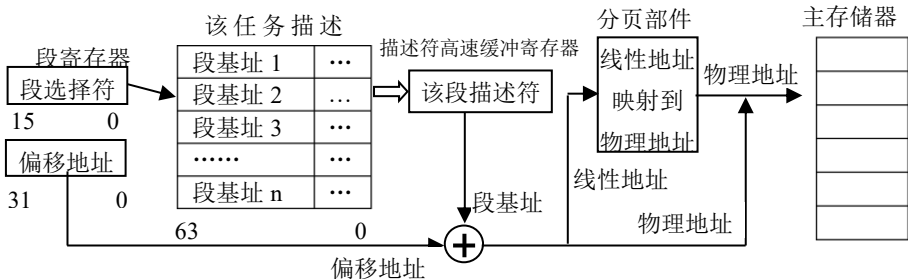 段寄存器
段选择符
15 0
偏移地址
31 0
该任务描述
段基址 1 …
段基址 2 …
段基址 3 …
…… …
段基址 n …
63 0
描述符高速缓冲寄存器
该段描述符
段基址
偏移地址
分页部件
线性地址
映射到
物理地址
线性地址
物理地址
物理地址
主存储器